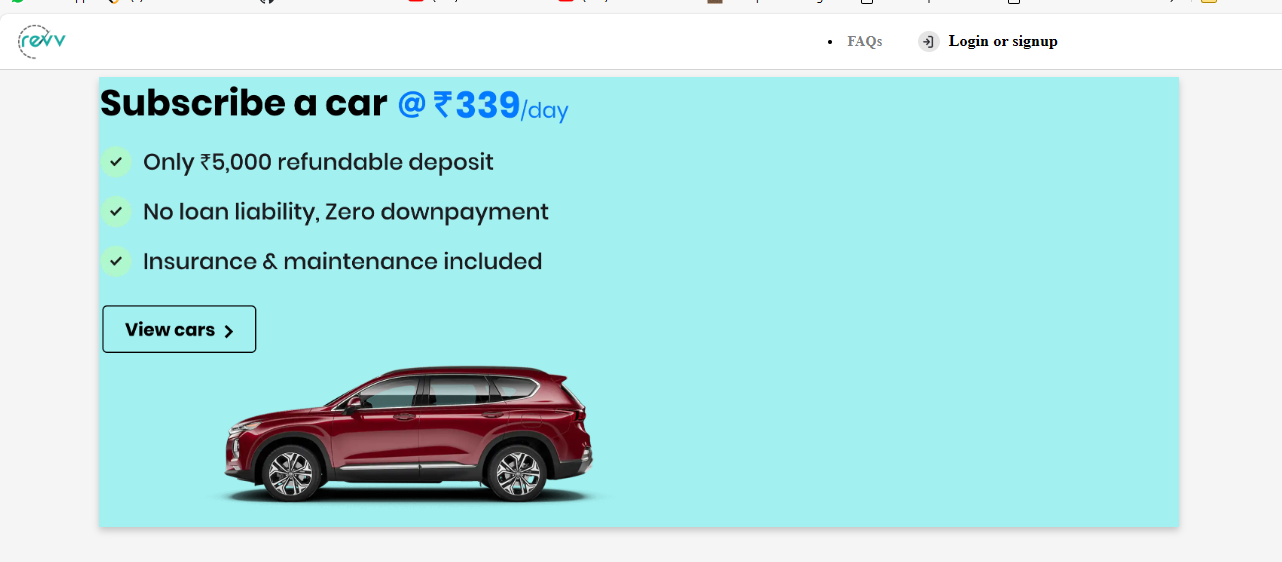 revv
FAQs
Login or signup
Subscribe a car @ ₹339/day
Only ₹5,000 refundable deposit
No loan liability, Zero downpayment
Insurance & maintenance included
View cars